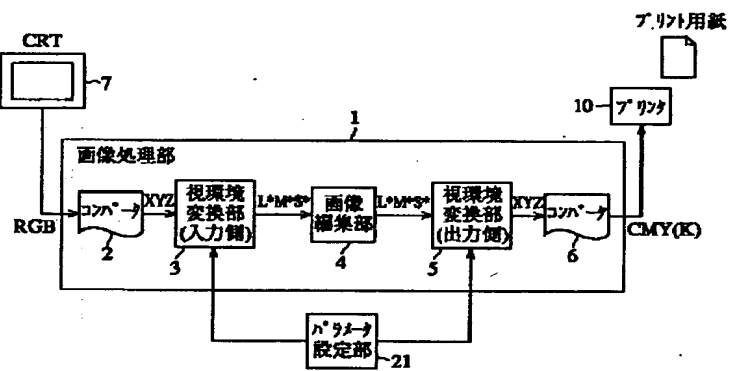 プリント用紙
CRT
7
10
プリンタ
1
画像処理部
RGB
コンバータ
2
XYZ
視環境
変換部
(入力側)
3
L*M*S*
画像
編集部
4
L*M*S*
視環境
変換部
(出力側)
5
XYZ
コンバータ
6
CMY(K)
パラメータ
設定部
21